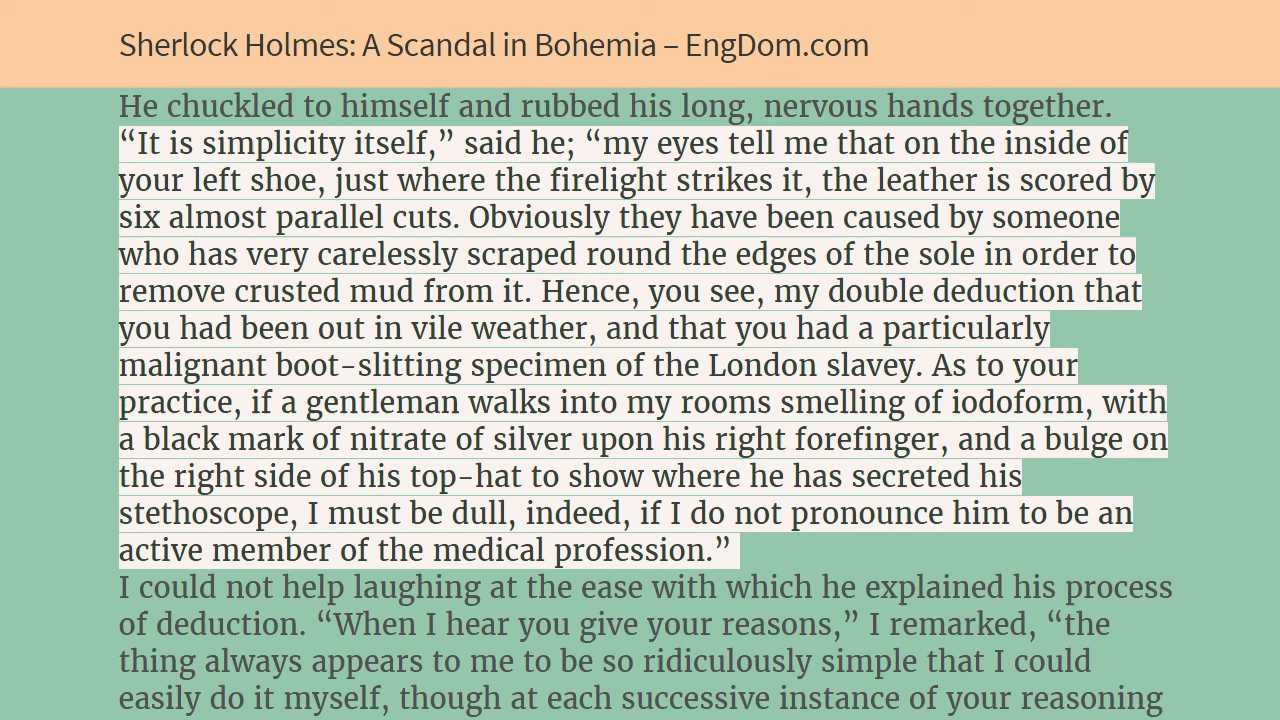 Sherlock Holmes: A Scandal in Bohemia – EngDom.com
He chuckled to himself and rubbed his long, nervous hands together.
“It is simplicity itself,” said he; “my eyes tell me that on the inside of
your left shoe, just where the firelight strikes it, the leather is scored by
six almost parallel cuts. Obviously they have been caused by someone
who has very carelessly scraped round the edges of the sole in order to
remove crusted mud from it. Hence, you see, my double deduction that
you had been out in vile weather, and that you had a particularly
malignant boot-slitting specimen of the London slavey. As to your
practice, if a gentleman walks into my rooms smelling of iodoform, with
a black mark of nitrate of silver upon his right forefinger, and a bulge on
the right side of his top-hat to show where he has secreted his
stethoscope, I must be dull, indeed, if I do not pronounce him to be an
active member of the medical profession.”
I could not help laughing at the ease with which he explained his process
of deduction. “When I hear you give your reasons,” I remarked, “the
thing always appears to me to be so ridiculously simple that I could
easily do it myself, though at each successive instance of your reasoning